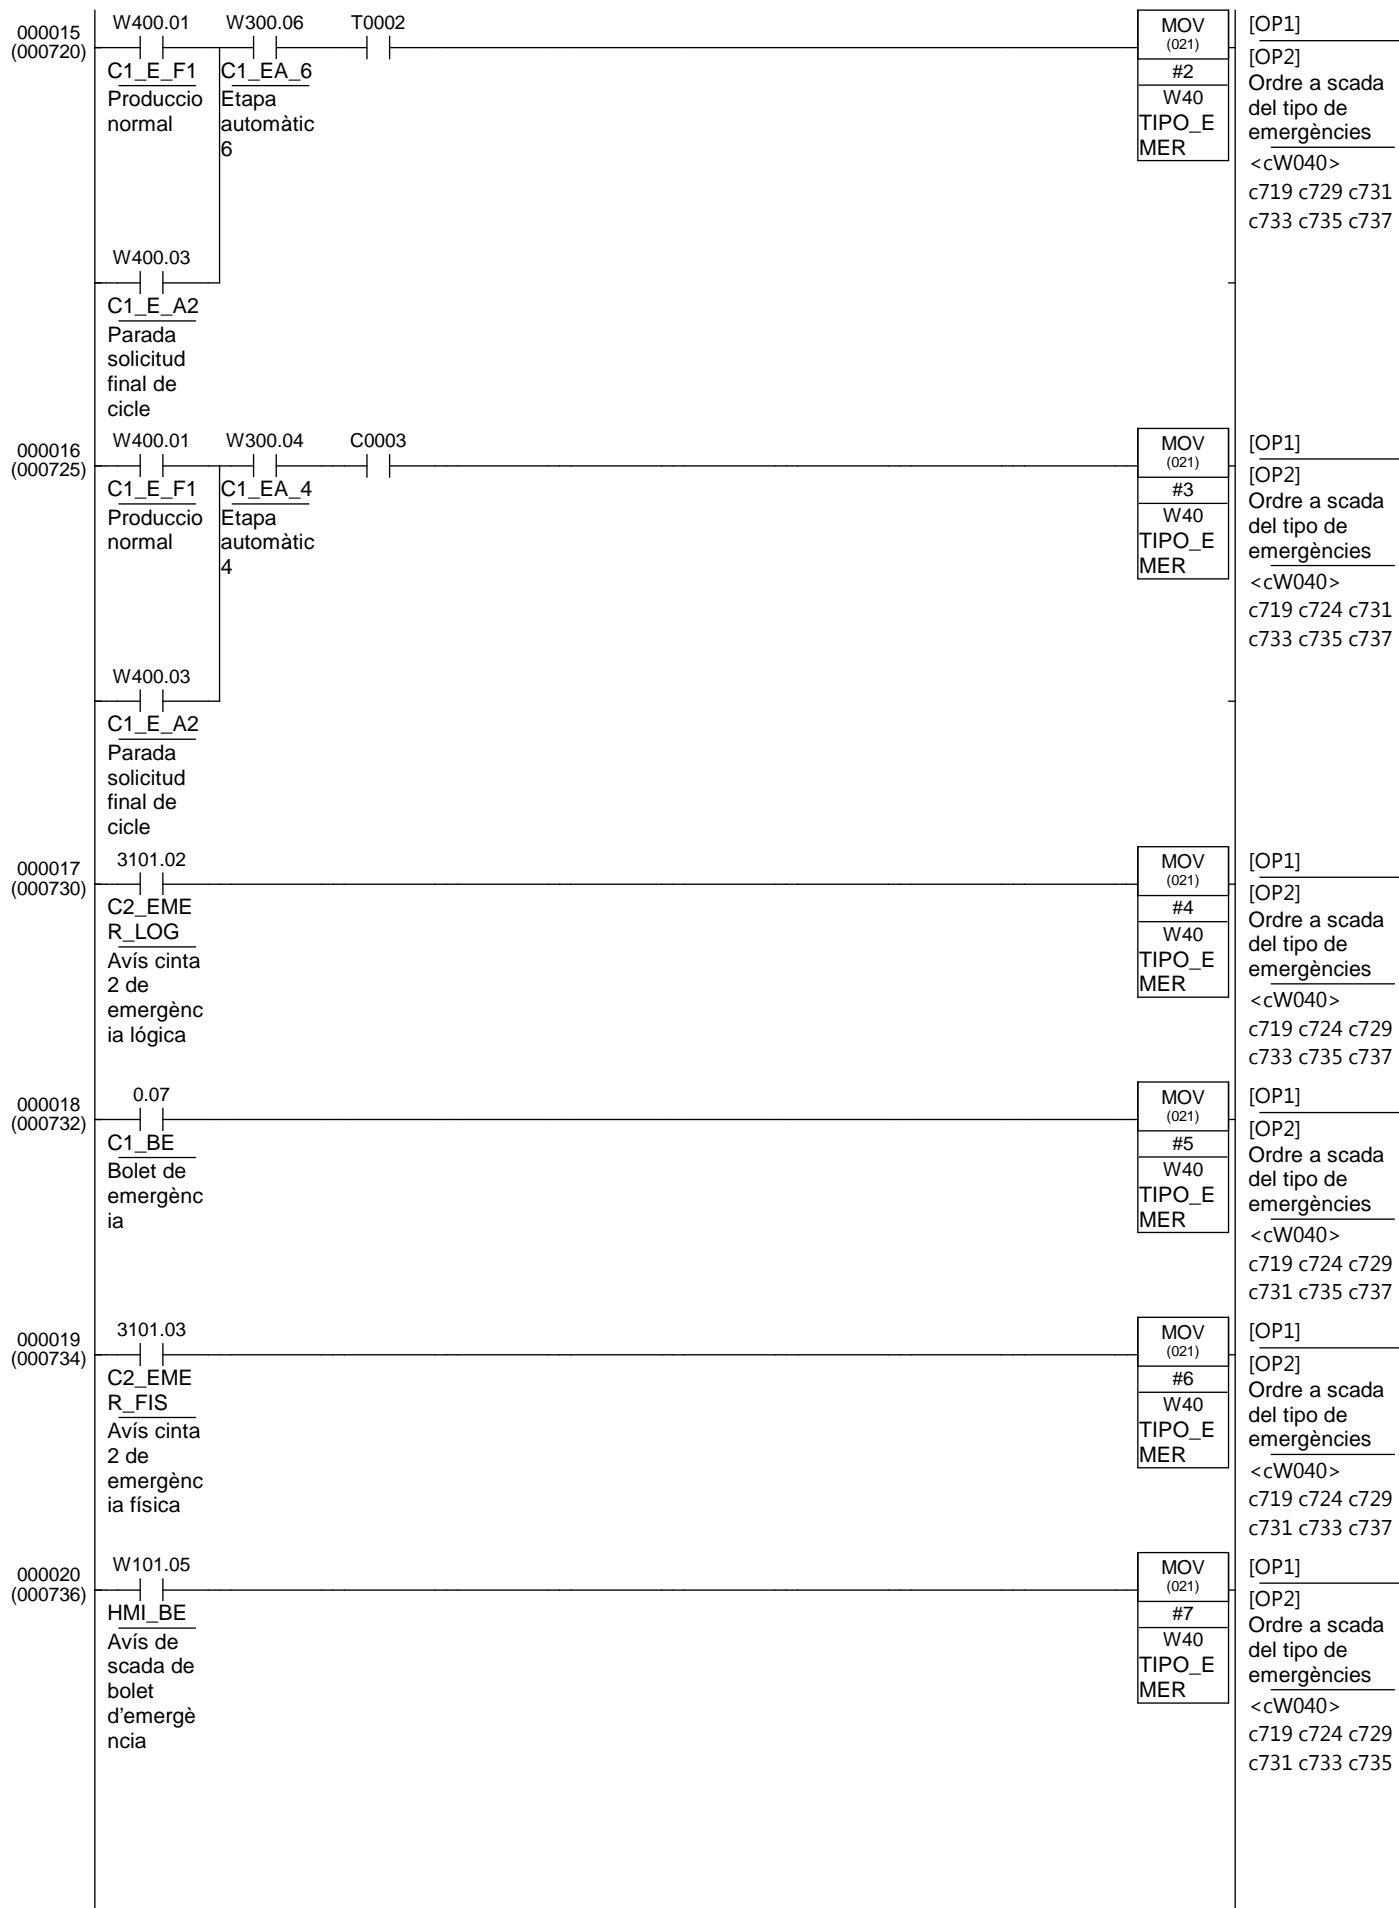 000015
(000720)
W400.01
C1_E_F1
Produccio
normal
W300.06
C1_EA_6
Etapa
automàtic
6
T0002
MOV
(021)
#2
W40
TIPO_E
MER
[OP1]
[OP2]
Ordre a scada
del tipo de
emergències
<cW040>
c719 c729 c731
c733 c735 c737
W400.03
C1_E_A2
Parada
solicitud
final de
cicle
000016
(000725)
W400.01
C1_E_F1
Produccio
normal
W300.04
C1_EA_4
Etapa
automàtic
4
C0003
MOV
(021)
#3
W40
TIPO_E
MER
[OP1]
[OP2]
Ordre a scada
del tipo de
emergències
<cW040>
c719 c724 c731
c733 c735 c737
W400.03
C1_E_A2
Parada
solicitud
final de
cicle
000017
(000730)
3101.02
C2_EME
R_LOG
Avís cinta
2 de
emergènc
ia lógica
MOV
(021)
#4
W40
TIPO_E
MER
[OP1]
[OP2]
Ordre a scada
del tipo de
emergències
<cW040>
c719 c724 c729
c733 c735 c737
000018
(000732)
0.07
C1_BE
Bolet de
emergènc
ia
MOV
(021)
#5
W40
TIPO_E
MER
[OP1]
[OP2]
Ordre a scada
del tipo de
emergències
<cW040>
c719 c724 c729
c731 c735 c737
000019
(000734)
3101.03
C2_EME
R_FIS
Avís cinta
2 de
emergènc
ia física
MOV
(021)
#6
W40
TIPO_E
MER
[OP1]
[OP2]
Ordre a scada
del tipo de
emergències
<cW040>
c719 c724 c729
c731 c733 c737
000020
(000736)
W101.05
HMI_BE
Avís de
scada de
bolet
d'emergè
ncia
MOV
(021)
#7
W40
TIPO_E
MER
[OP1]
[OP2]
Ordre a scada
del tipo de
emergències
<cW040>
c719 c724 c729
c731 c733 c735